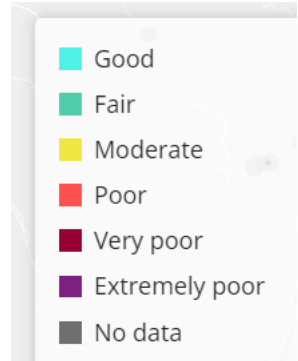 Good
Fair
Moderate
Poor
Very poor
Extremely poor
No data